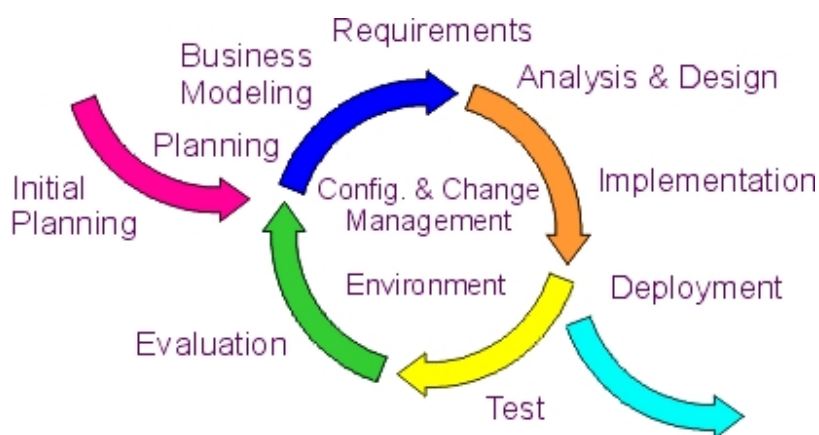 Requirements
Business
Modeling
Analysis & Design
Planning
Initial
Planning
Config. & Change
Management
Implementation
Environment
Deployment
Evaluation
Test